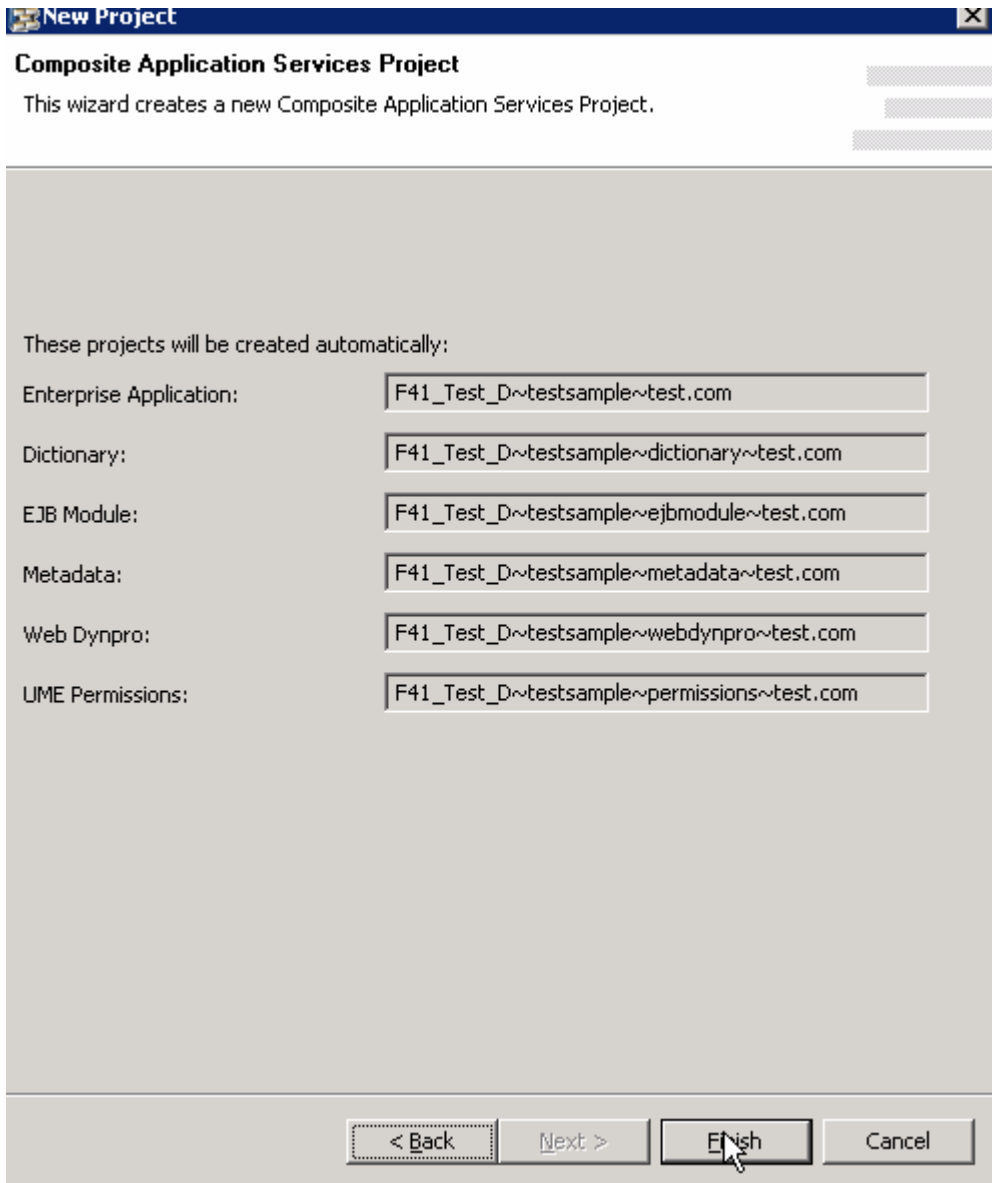 New Project
Composite Application Services Project
This wizard creates a new Composite Application Services Project.
These projects will be created automatically:
Enterprise Application: F41_Test_D~testsample~test.com
Dictionary: F41_Test_D~testsample~dictionary~test.com
EJB Module: F41_Test_D~testsample~ejbmodule~test.com
Metadata: F41_Test_D~testsample~metadata~test.com
Web Dynpro: F41_Test_D~testsample~webdynpro~test.com
UME Permissions: F41_Test_D~testsample~permissions~test.com
< Back Next > Finish Cancel